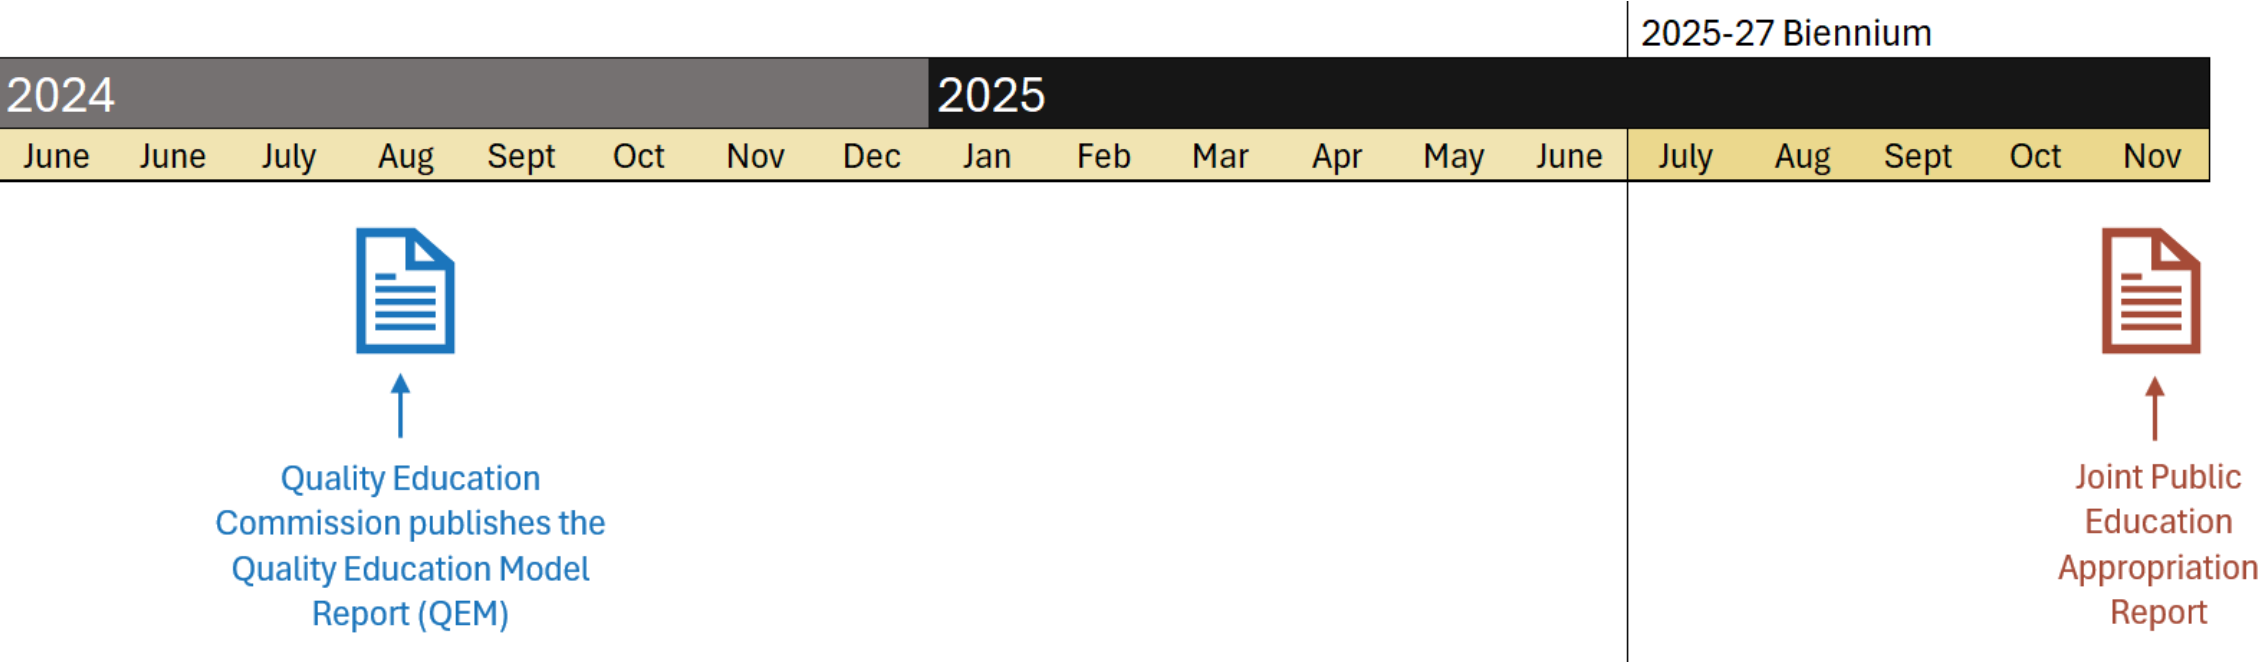 2025-27 Biennium
2024 2025
June June July Aug Sept Oct Nov Dec Jan Feb Mar Apr May June July Aug Sept Oct Nov
Quality Education
Commission publishes the
Quality Education Model
Report (QEM)
Joint Public
Education
Appropriation
Report